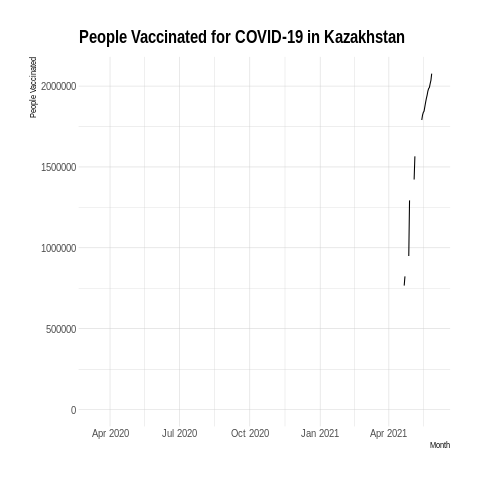 People Vaccinated for COVID-19 in Kazakhstan
People Vaccinated
2000000
1500000
1000000
500000
0
Apr 2020 Jul 2020 Oct 2020 Jan 2021 Apr 2021
Month